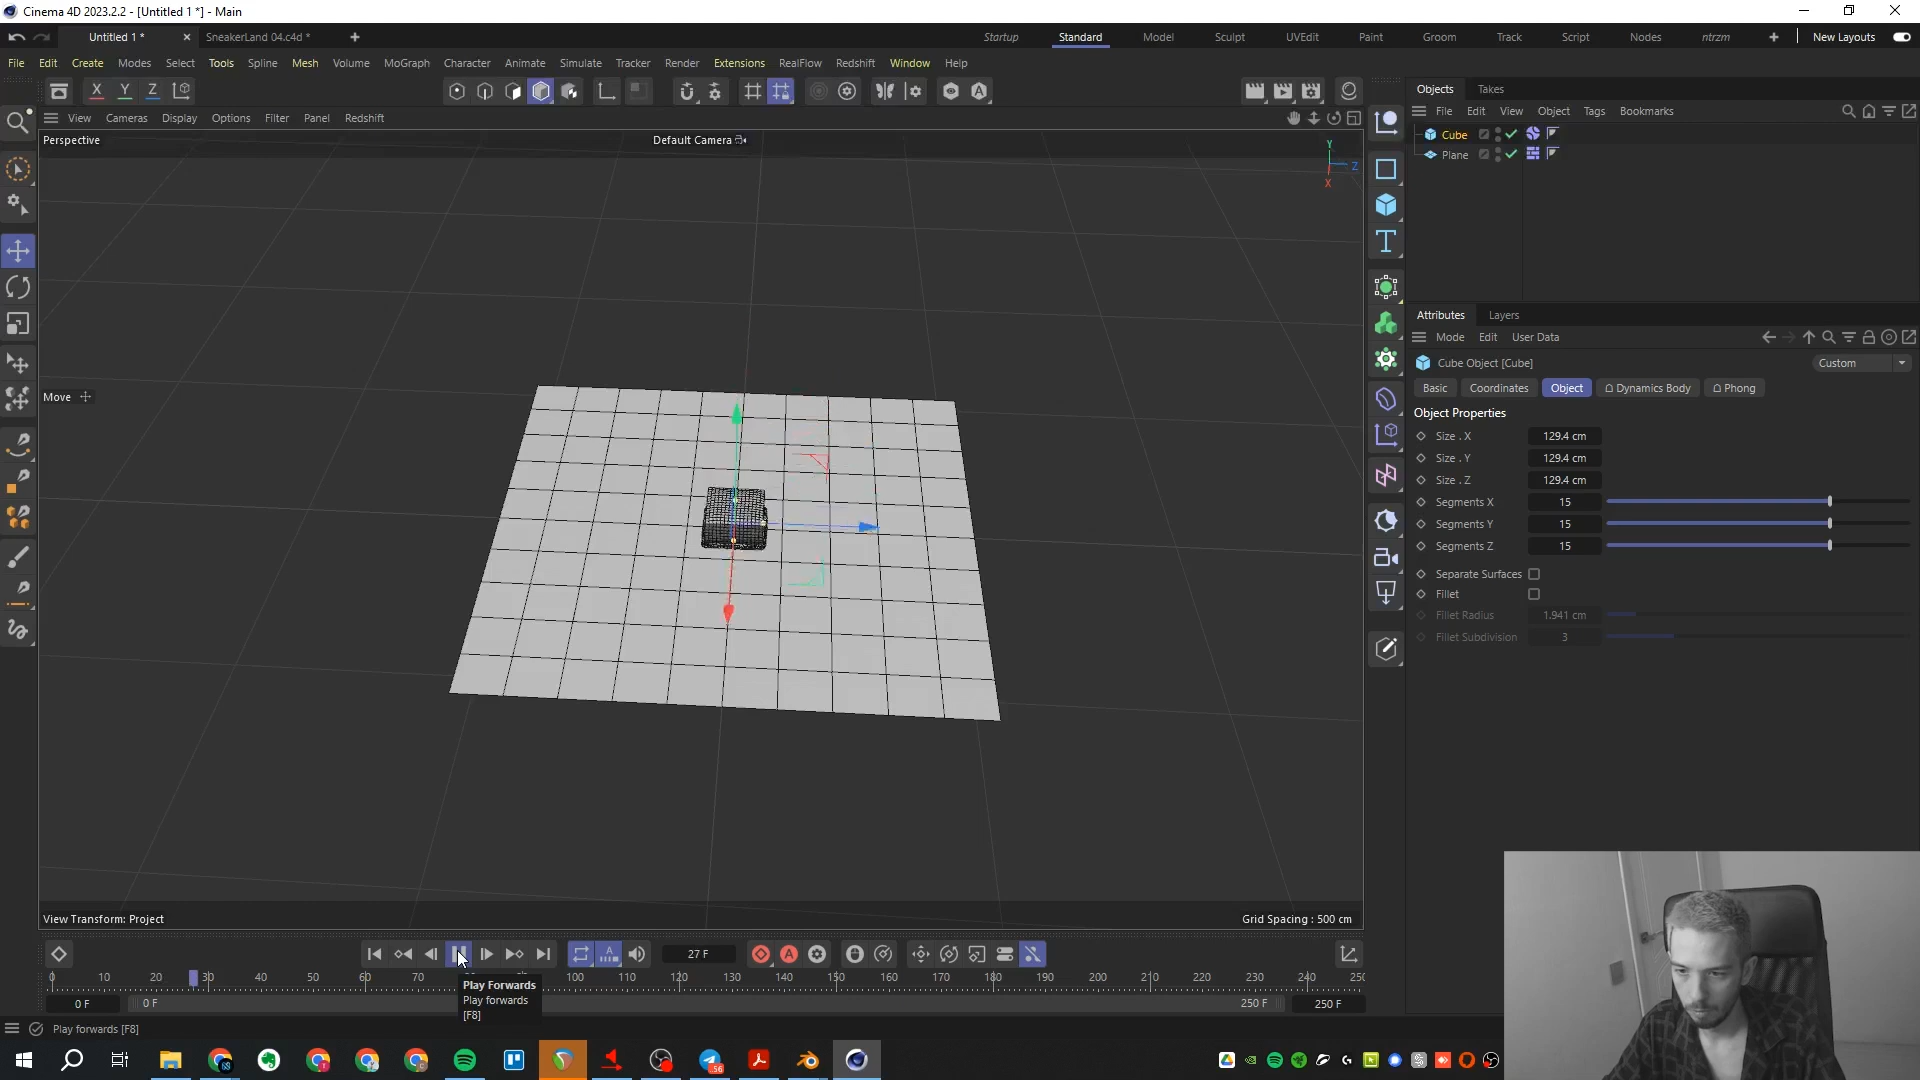 Cinema 4D 2023.2.2 - [Untitled 1 *] - Main
Untitled 1 *
SneakerLand 04.c4d *
Startup
Standard
Model
Sculpt
UVEdit
Paint
Groom
Track
Script
Nodes
ntrzm
New Layouts
File
Edit
Create
Modes
Select
Tools
Spline
Mesh
Volume
MoGraph
Character
Animate
Simulate
Tracker
Render
Extensions
RealFlow
Redshift
Window
Help
X
Y
Z
View
Cameras
Display
Options
Filter
Panel
Redshift
Perspective
Default Camera
Y
Z
X
Move
View Transform: Project
Grid Spacing : 500 cm
Objects
Takes
File
Edit
View
Object
Tags
Bookmarks
Cube
Plane
Attributes
Layers
Mode
Edit
User Data
Cube Object [Cube]
Custom
Basic
Coordinates
Object
Dynamics Body
Phong
Object Properties
Size . X 129.4 cm
Size . Y 129.4 cm
Size . Z 129.4 cm
Segments X 15
Segments Y 15
Segments Z 15
Separate Surfaces
Fillet
Fillet Radius 1.941 cm
Fillet Subdivision 3
27 F
0 10 20 30 40 50 60 70 100 110 120 130 140 150 160 170 180 190 200 210 220 230 240
Play Forwards
Play forwards
[F8]
0 F
0 F
250 F
250 F
Play forwards [F8]
56